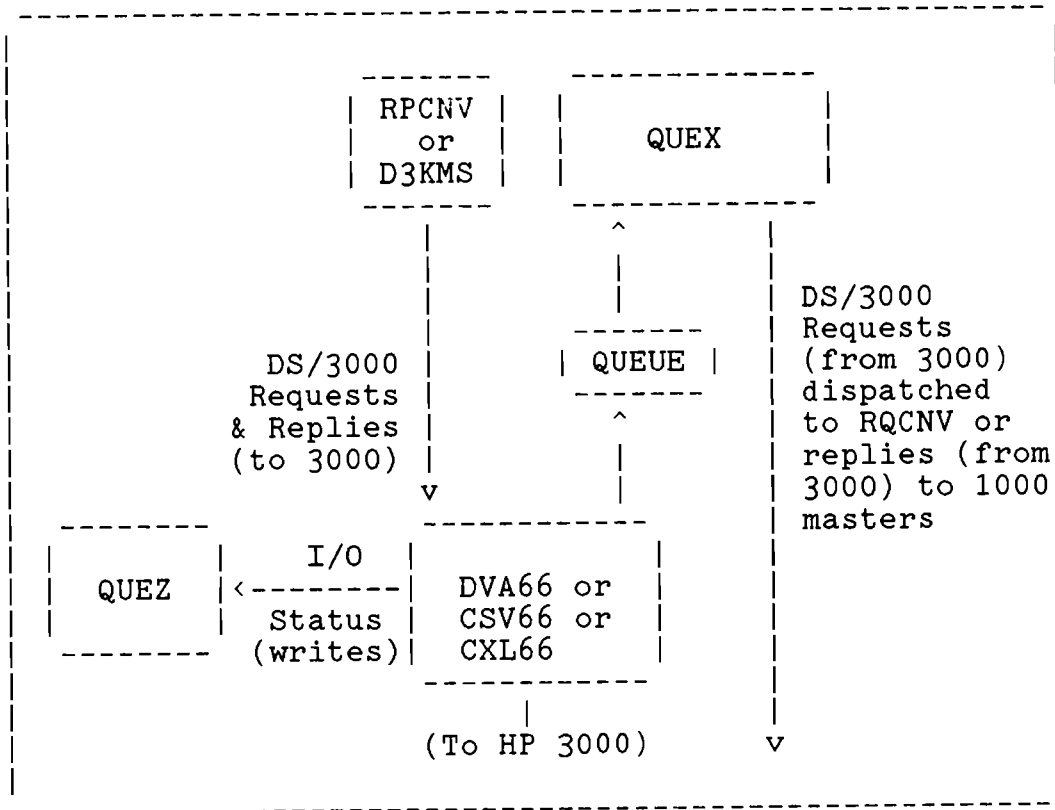 RPCNV
or
D3KMS
QUEX
DS/3000
Requests
& Replies
(to 3000)
QUEUE
DS/3000
Requests
(from 3000)
dispatched
to RQCNV or
replies (from
3000) to 1000
masters
QUEZ
I/O
Status
(writes)
DVA66 or
CSV66 or
CXL66
(To HP 3000)